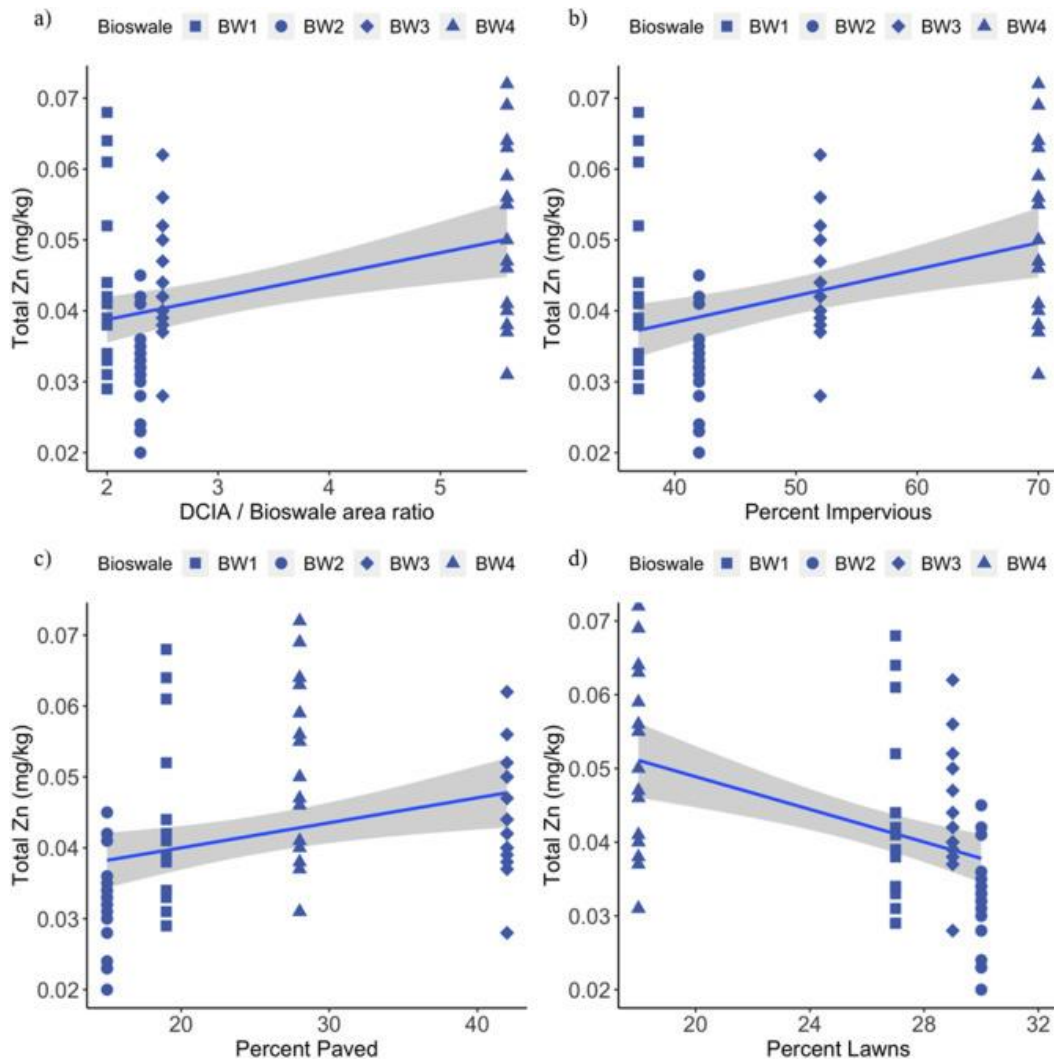 a)
Bioswale BW1 BW2 BW3 BW4
Total Zn (mg/kg)
0.07
0.06
0.05
0.04
0.03
0.02
2 3 4 5
DCIA / Bioswale area ratio
b)
Bioswale BW1 BW2 BW3 BW4
Total Zn (mg/kg)
0.07
0.06
0.05
0.04
0.03
0.02
40 50 60 70
Percent Impervious
c)
Bioswale BW1 BW2 BW3 BW4
Total Zn (mg/kg)
0.07
0.06
0.05
0.04
0.03
0.02
20 30 40
Percent Paved
d)
Bioswale BW1 BW2 BW3 BW4
Total Zn (mg/kg)
0.07
0.06
0.05
0.04
0.03
0.02
20 24 28 32
Percent Lawns